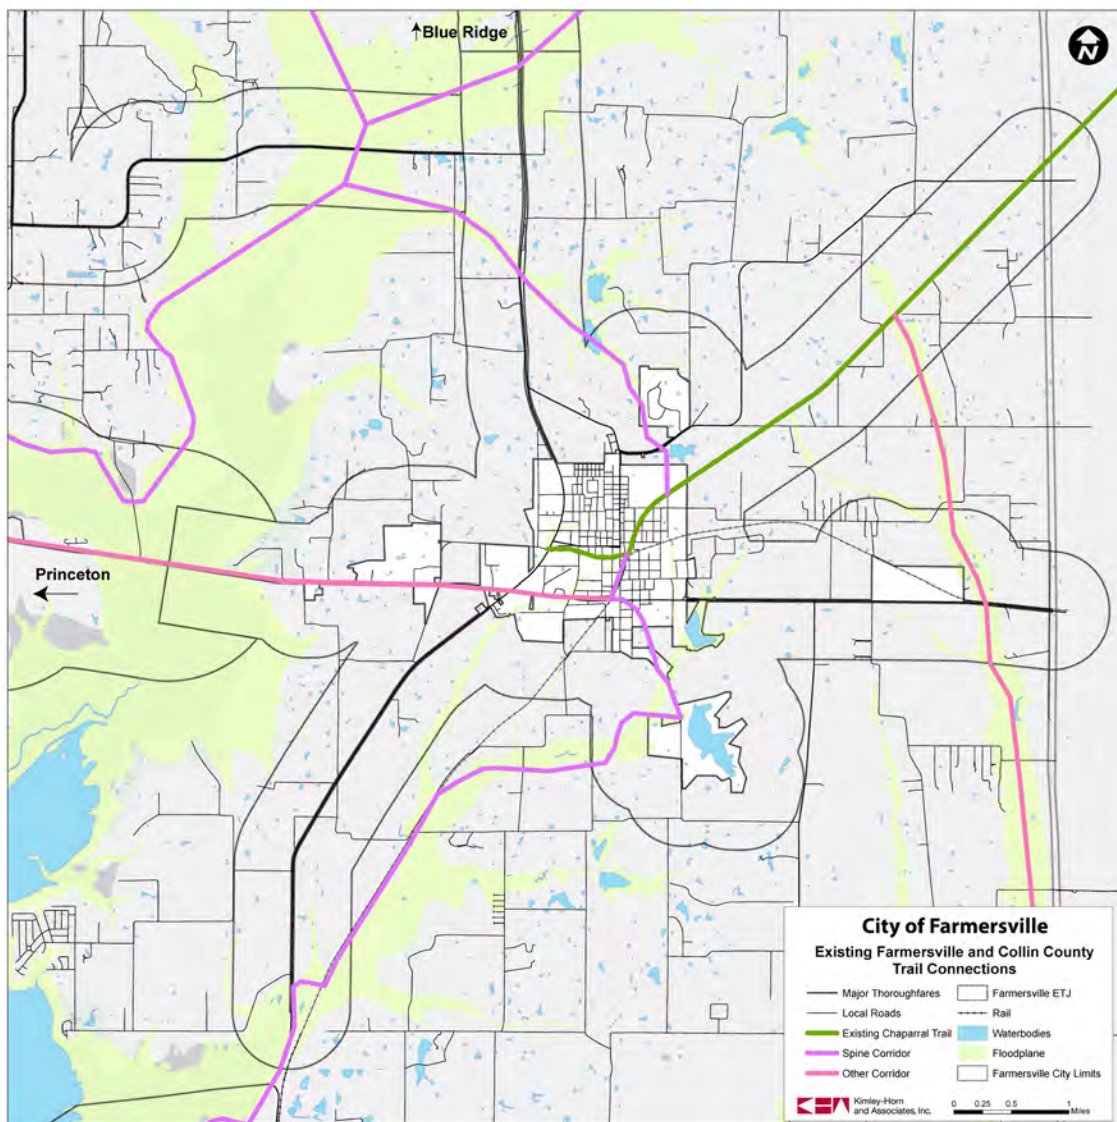 Blue Ridge
N
Princeton
City of Farmersville
Existing Farmersville and Collin County
Trail Connections
Major Thoroughfares
Farmersville ETJ
Local Roads
Rail
Existing Chaparral Trail
Waterbodies
Spine Corridor
Floodplane
Other Corridor
Farmersville City Limits
Kimley-Horn
and Associates, Inc.
0 0.25 0.5 1
Miles